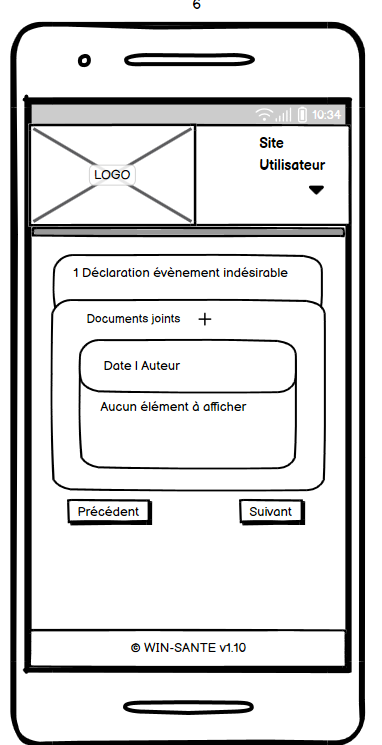 6
10:34
LOGO
Site
Utilisateur
1 Déclaration évènement indésirable
Documents joints +
Date I Auteur
Aucun élément à afficher
Précédent
Suivant
© WIN-SANTE v1.10